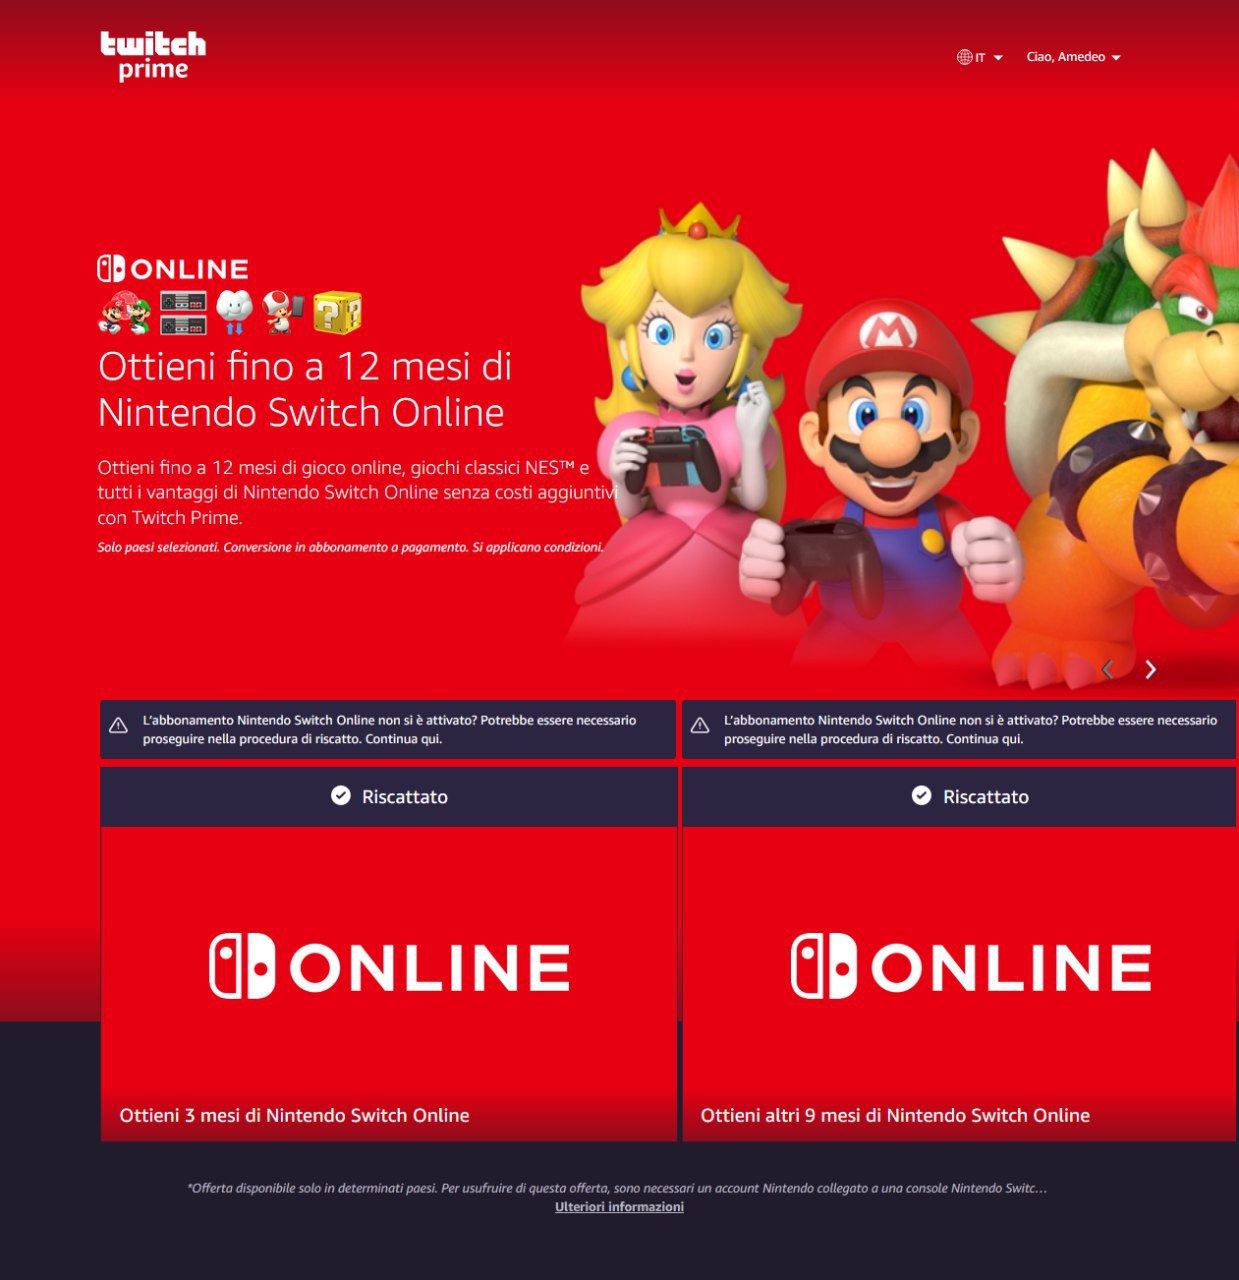 twitch
prime
IT
Ciao, Amedeo
ONLINE
Ottieni fino a 12 mesi di
Nintendo Switch Online
Ottieni fino a 12 mesi di gioco online, giochi classici NES™ e
tutti i vantaggi di Nintendo Switch Online senza costi aggiuntivi
con Twitch Prime.
Solo paesi selezionati. Conversione in abbonamento a pagamento. Si applicano condizioni.
L'abbonamento Nintendo Switch Online non si è attivato? Potrebbe essere necessario
proseguire nella procedura di riscatto. Continua qui.
L'abbonamento Nintendo Switch Online non si è attivato? Potrebbe essere necessario
proseguire nella procedura di riscatto. Continua qui.
Riscattato
Riscattato
ONLINE
ONLINE
Ottieni 3 mesi di Nintendo Switch Online
Ottieni altri 9 mesi di Nintendo Switch Online
*Offerta disponibile solo in determinati paesi. Per usufruire di questa offerta, sono necessari un account Nintendo collegato a una console Nintendo Switc…
Ulteriori informazioni